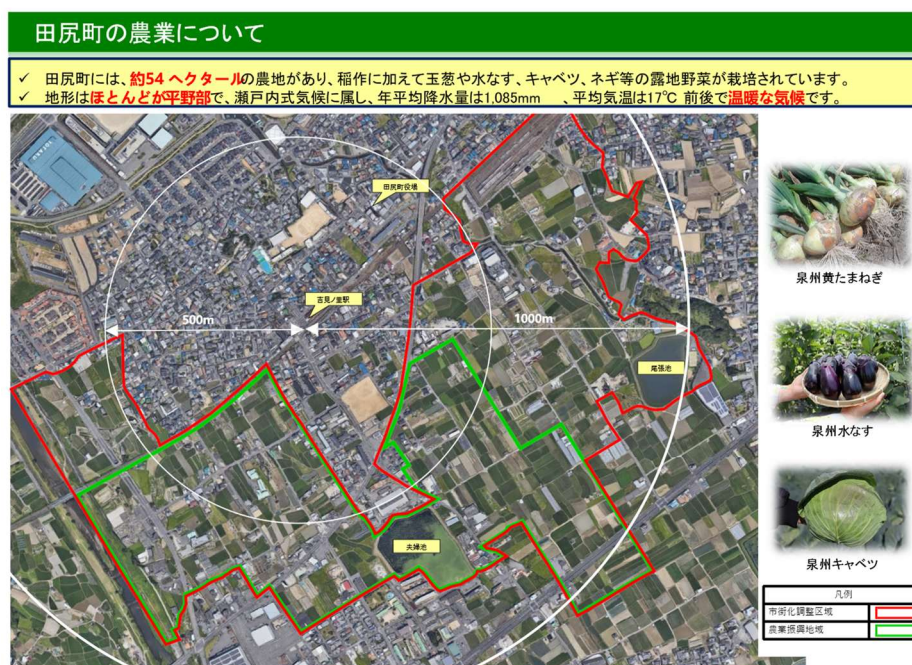 田尻町の農業について
✓ 田尻町には、約54 ヘクタールの農地があり、稲作に加えて玉葱や水なす、キャベツ、ネギ等の露地野菜が栽培されています。
✓ 地形はほとんどが平野部で、瀬戸内式気候に属し、年平均降水量は1,085mm 、平均気温は17℃ 前後で温暖な気候です。
田尻町役場
吉見ノ里駅
500m
1000m
尾張池
夫婦池
泉州黄たまねぎ
泉州水なす
泉州キャベツ
凡例
市街化調整区域
農業振興地域